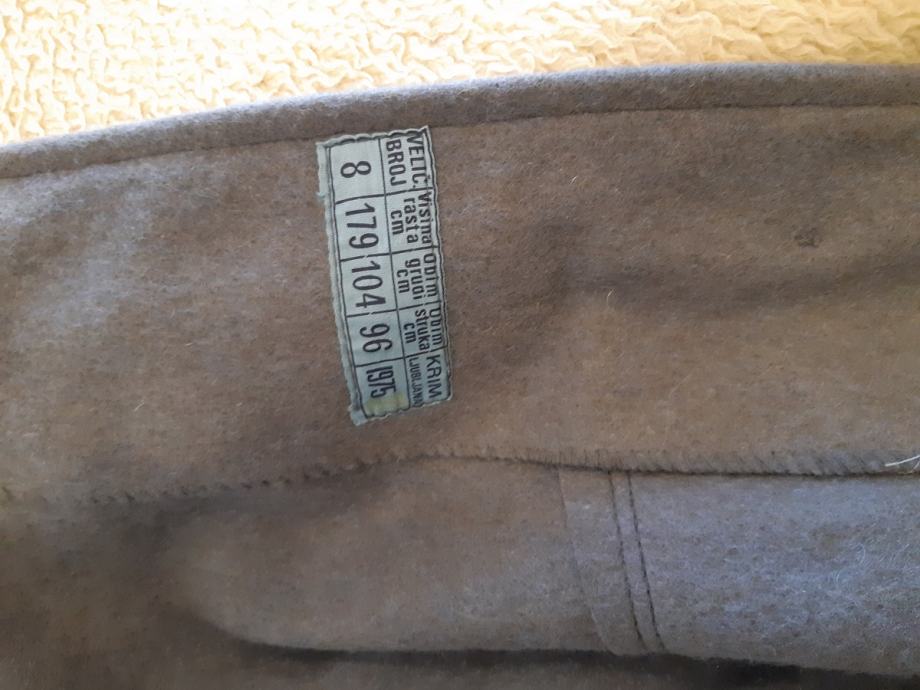 VELIČ. BROJ | Visina rasta cm | Obim grudi cm | Obim struka cm | KRIM LJUBLJANA
8 | 179 | 104 | 96 | 1975